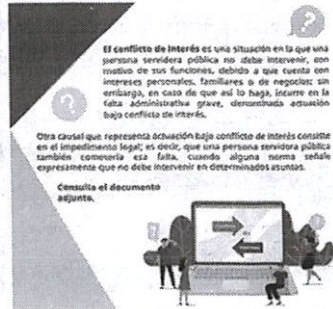 El conflicto de interés es una situación en la que una
persona servidora pública no debe intervenir, con
motivo de sus funciones, debido a que cuenta con
intereses personales, familiares o de negocios; sin
embargo, en caso de que así lo haga, incurre en la
falta administrativa grave, denominada actuación
bajo conflicto de interés.
Otra causal que representa actuación bajo conflicto de interés consiste
en el impedimento legal; es decir, que una persona servidora pública
también cometería esa falta, cuando alguna norma señale
expresamente que no debe intervenir en determinados asuntos.
Consulta el documento
adjunto.